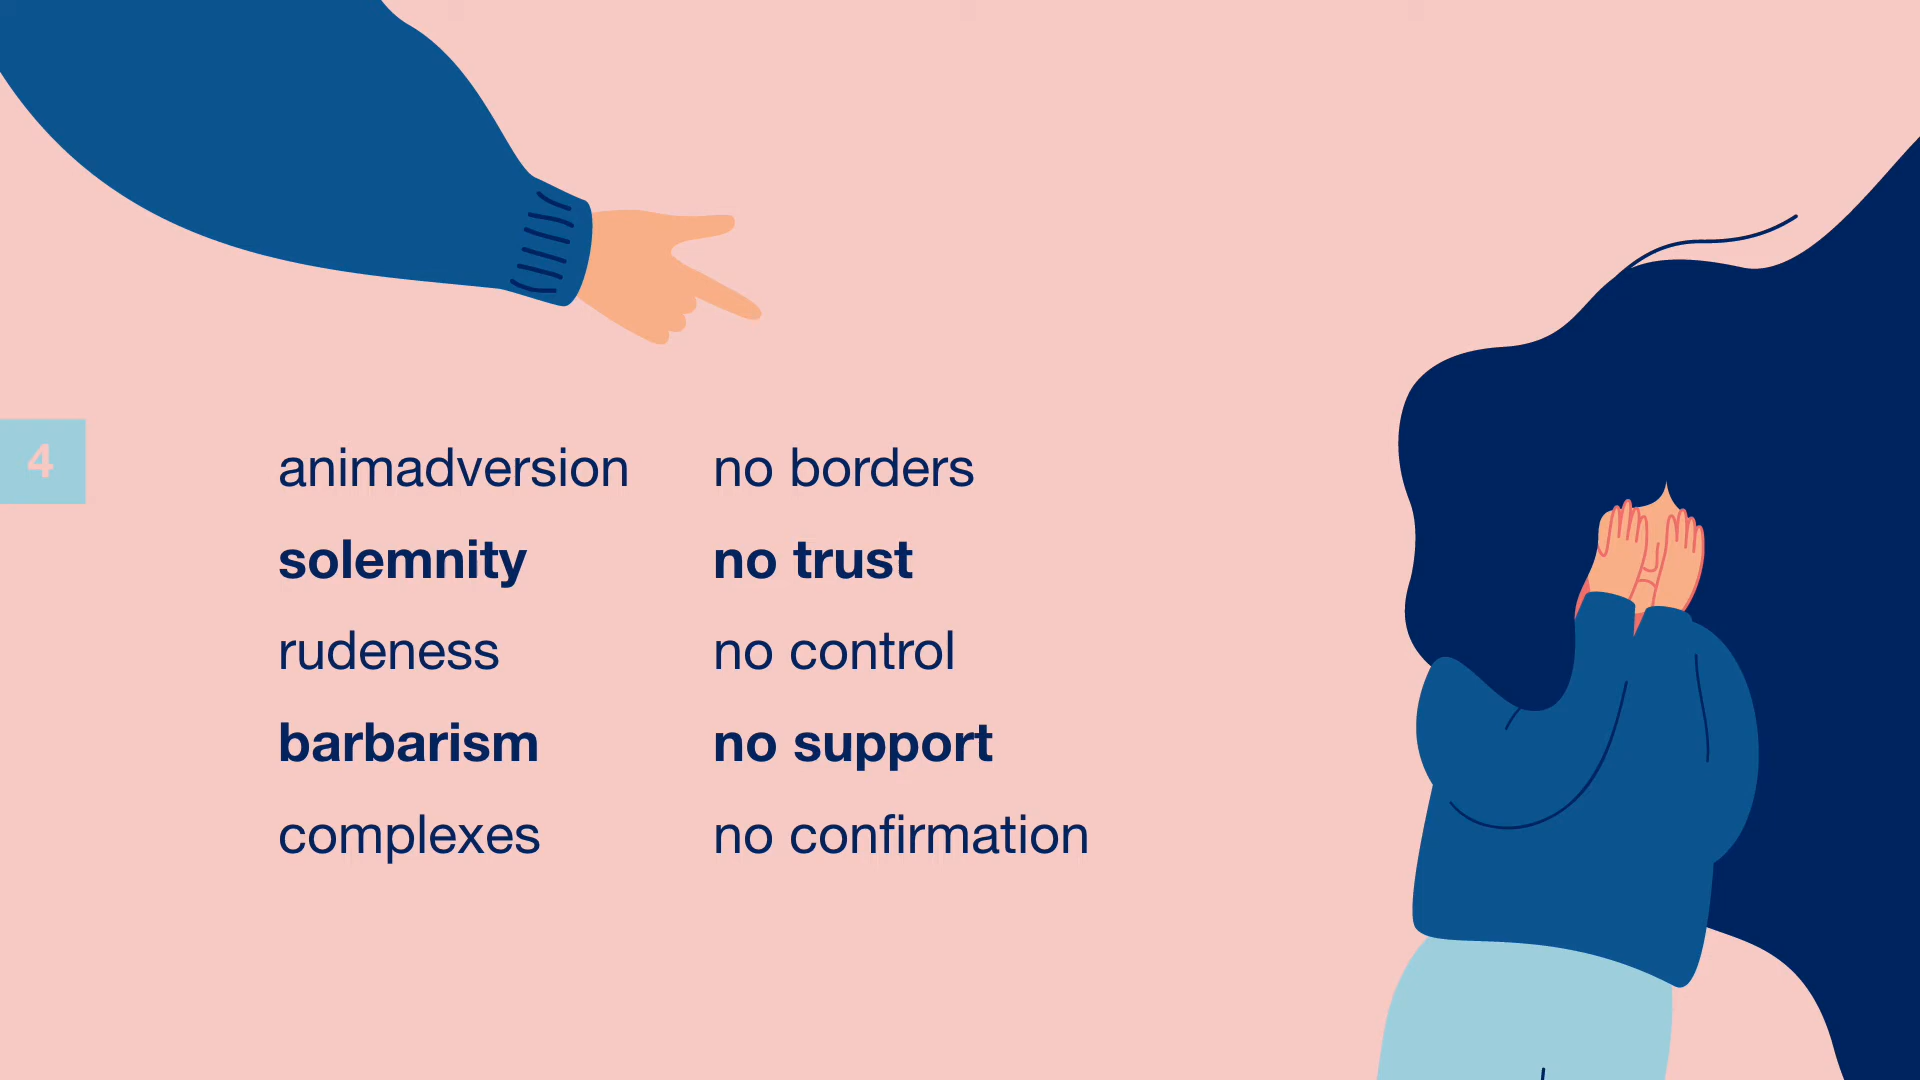 4
animadversion
solemnity
rudeness
barbarism
complexes
no borders
no trust
no control
no support
no confirmation